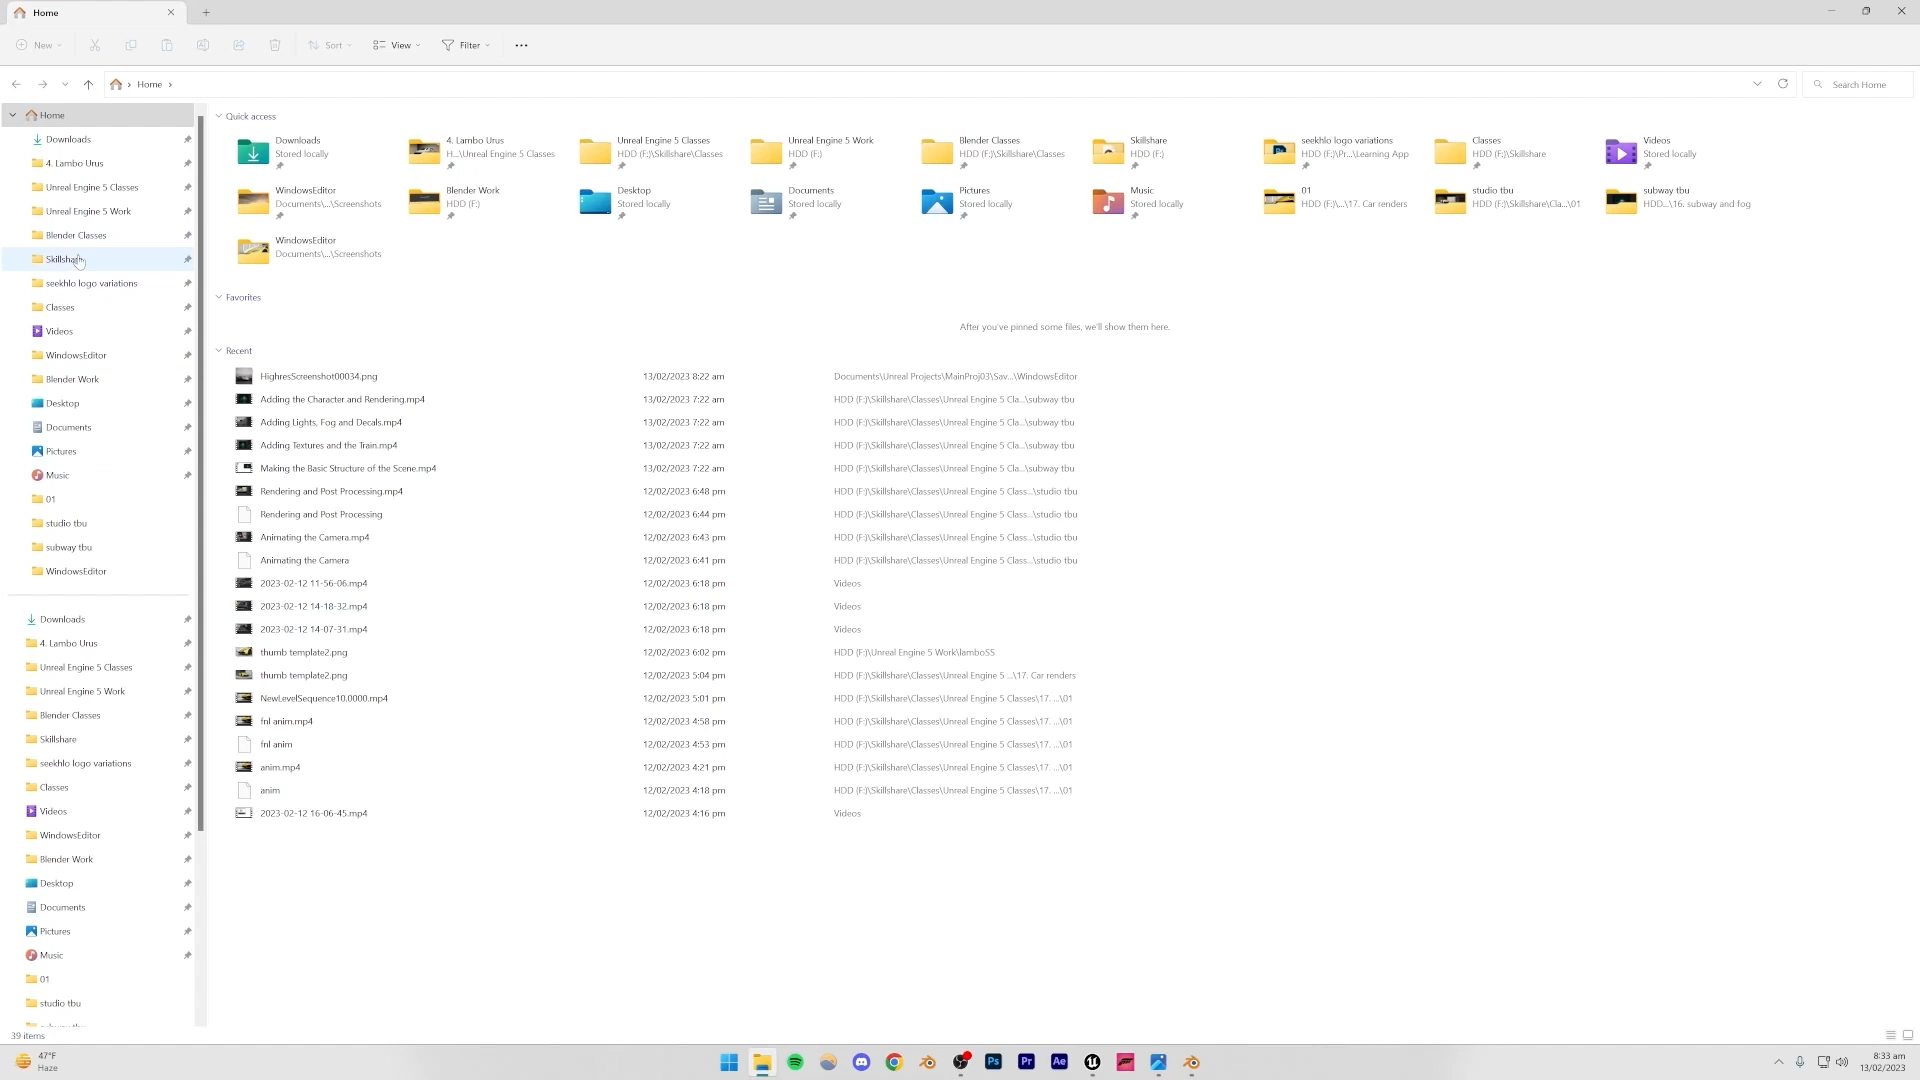 Home
New
Sort
View
Filter
Home
Search Home
Home
Downloads
4. Lambo Urus
Unreal Engine 5 Classes
Unreal Engine 5 Work
Blender Classes
Skillshare
seekhlo logo variations
Classes
Videos
WindowsEditor
Blender Work
Desktop
Documents
Pictures
Music
01
studio tbu
subway tbu
WindowsEditor
Downloads
4. Lambo Urus
Unreal Engine 5 Classes
Unreal Engine 5 Work
Blender Classes
Skillshare
seekhlo logo variations
Classes
Videos
WindowsEditor
Blender Work
Desktop
Documents
Pictures
Music
01
studio tbu
Quick access
Downloads
Stored locally
4. Lambo Urus
H...\Unreal Engine 5 Classes
Unreal Engine 5 Classes
HDD (F:)\Skillshare\Classes
Unreal Engine 5 Work
HDD (F:)
Blender Classes
HDD (F:)\Skillshare\Classes
Skillshare
HDD (F:)
seekhlo logo variations
HDD (F:)\Pr...\Learning App
Classes
HDD (F:)\Skillshare
Videos
Stored locally
WindowsEditor
Documents\...\Screenshots
Blender Work
HDD (F:)
Desktop
Stored locally
Documents
Stored locally
Pictures
Stored locally
Music
Stored locally
01
HDD (F:)\...\17. Car renders
studio tbu
HDD (F:)\Skillshare\Cla...\01
subway tbu
HDD...\16. subway and fog
WindowsEditor
Documents\...\Screenshots
Favorites
After you've pinned some files, we'll show them here.
Recent
HighresScreenshot00034.png 13/02/2023 8:22 am Documents\Unreal Projects\MainProj03\Sav...\WindowsEditor
Adding the Character and Rendering.mp4 13/02/2023 7:22 am HDD (F:)\Skillshare\Classes\Unreal Engine 5 Cla...\subway tbu
Adding Lights, Fog and Decals.mp4 13/02/2023 7:22 am HDD (F:)\Skillshare\Classes\Unreal Engine 5 Cla...\subway tbu
Adding Textures and the Train.mp4 13/02/2023 7:22 am HDD (F:)\Skillshare\Classes\Unreal Engine 5 Cla...\subway tbu
Making the Basic Structure of the Scene.mp4 13/02/2023 7:22 am HDD (F:)\Skillshare\Classes\Unreal Engine 5 Cla...\subway tbu
Rendering and Post Processing.mp4 12/02/2023 6:48 pm HDD (F:)\Skillshare\Classes\Unreal Engine 5 Class...\studio tbu
Rendering and Post Processing 12/02/2023 6:44 pm HDD (F:)\Skillshare\Classes\Unreal Engine 5 Class...\studio tbu
Animating the Camera.mp4 12/02/2023 6:43 pm HDD (F:)\Skillshare\Classes\Unreal Engine 5 Class...\studio tbu
Animating the Camera 12/02/2023 6:41 pm HDD (F:)\Skillshare\Classes\Unreal Engine 5 Class...\studio tbu
2023-02-12 11-56-06.mp4 12/02/2023 6:18 pm Videos
2023-02-12 14-18-32.mp4 12/02/2023 6:18 pm Videos
2023-02-12 14-07-31.mp4 12/02/2023 6:18 pm Videos
thumb template2.png 12/02/2023 6:02 pm HDD (F:)\Unreal Engine 5 Work\lamboSS
thumb template2.png 12/02/2023 5:04 pm HDD (F:)\Skillshare\Classes\Unreal Engine 5 ...\17. Car renders
NewLevelSequence10.0000.mp4 12/02/2023 5:01 pm HDD (F:)\Skillshare\Classes\Unreal Engine 5 Classes\17. ...\01
fnl anim.mp4 12/02/2023 4:58 pm HDD (F:)\Skillshare\Classes\Unreal Engine 5 Classes\17. ...\01
fnl anim 12/02/2023 4:53 pm HDD (F:)\Skillshare\Classes\Unreal Engine 5 Classes\17. ...\01
anim.mp4 12/02/2023 4:21 pm HDD (F:)\Skillshare\Classes\Unreal Engine 5 Classes\17. ...\01
anim 12/02/2023 4:18 pm HDD (F:)\Skillshare\Classes\Unreal Engine 5 Classes\17. ...\01
2023-02-12 16-06-45.mp4 12/02/2023 4:16 pm Videos
39 items
47°F
Haze
Ps
Pr
Ae
8:33 am
13/02/2023